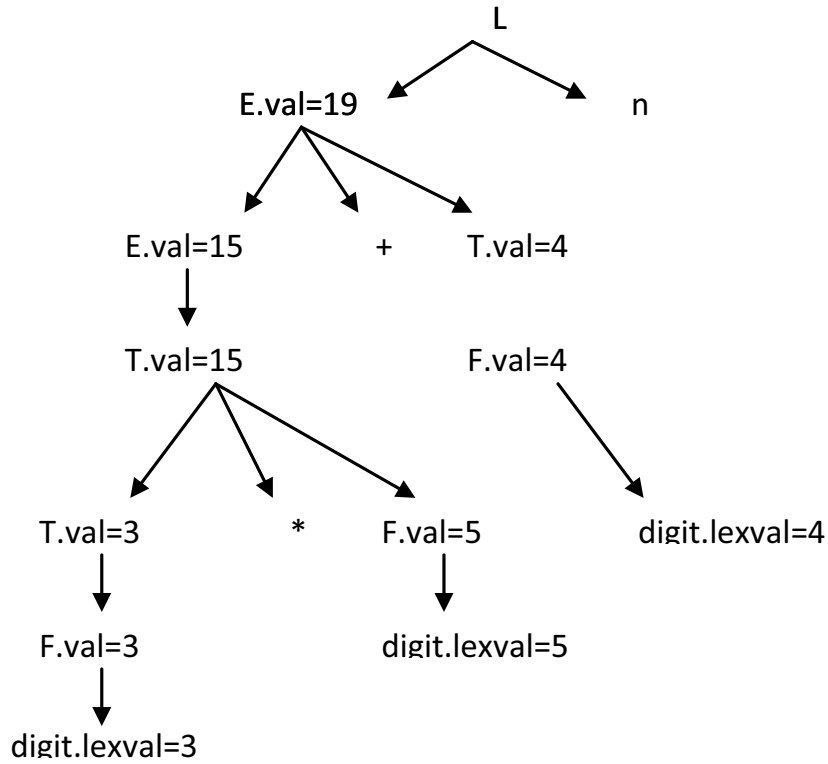 L
E.val=19 n
E.val=15 + T.val=4
T.val=15 F.val=4
T.val=3 * F.val=5 digit.lexval=4
F.val=3 digit.lexval=5
digit.lexval=3